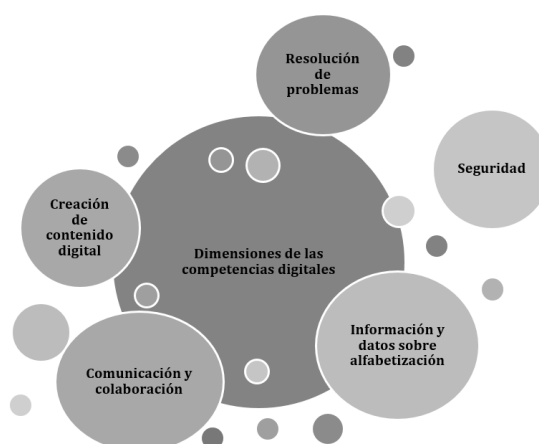 Resolución
de
problemas
Seguridad
Creación
de
contenido
digital
Dimensiones de las
competencias digitales
Información y
datos sobre
alfabetización
Comunicación y
colaboración